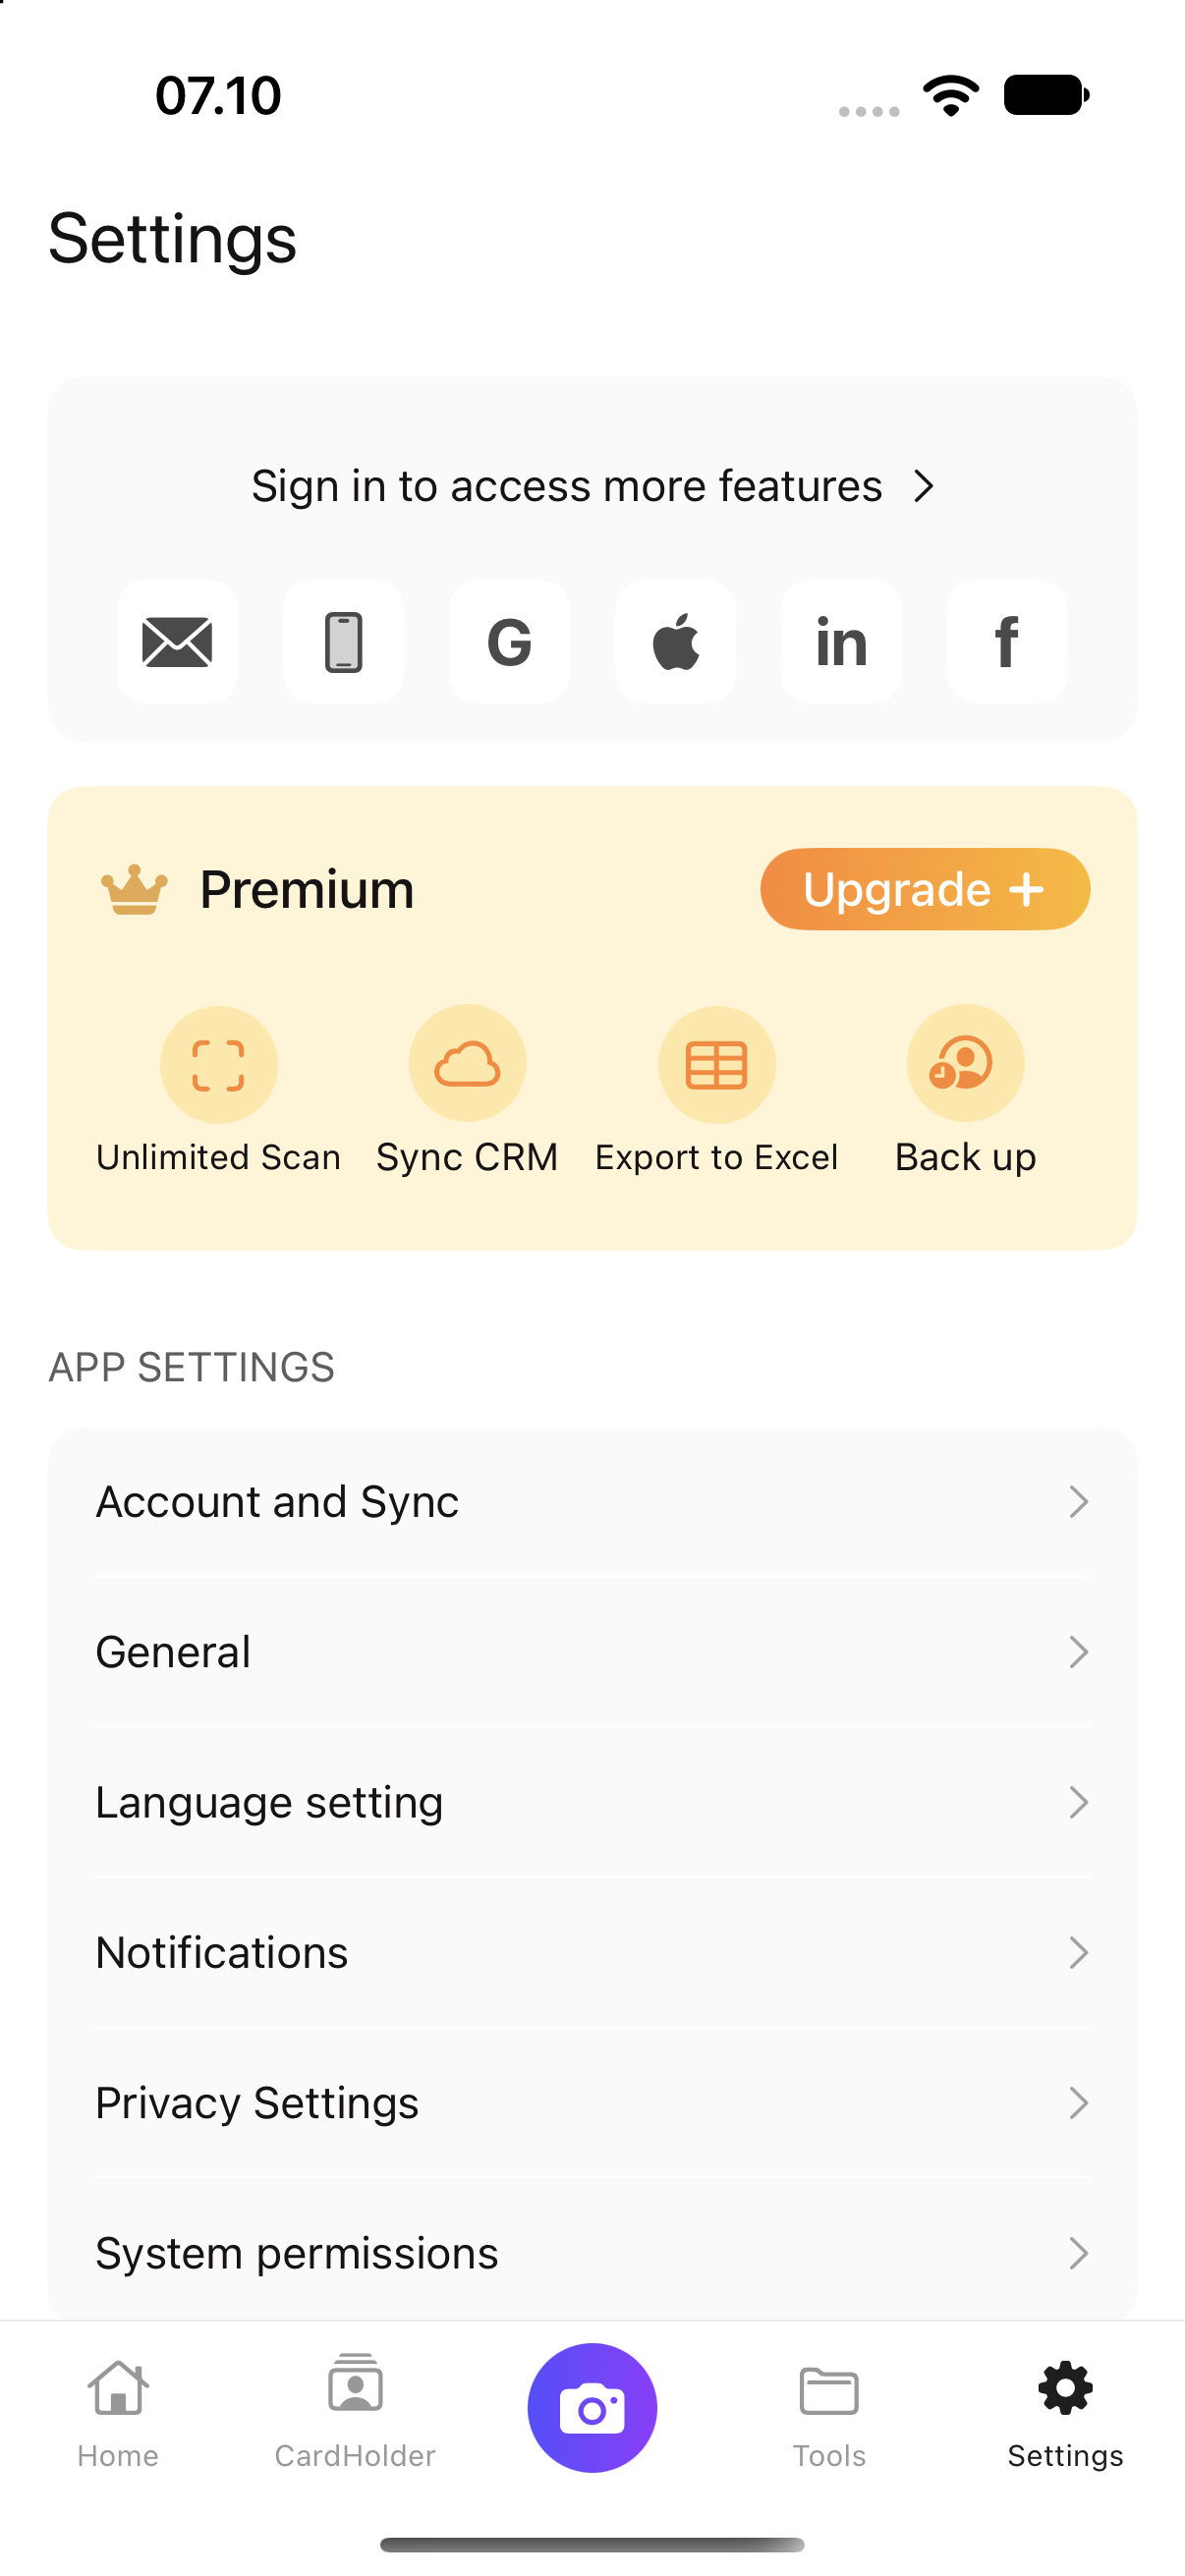 07.10
Settings
Sign in to access more features
G in f
Premium
Upgrade +
Unlimited Scan Sync CRM Export to Excel Back up
APP SETTINGS
Account and Sync
General
Language setting
Notifications
Privacy Settings
System permissions
Home CardHolder Tools Settings